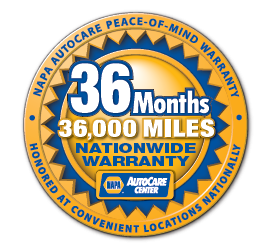 • NAPA AUTOCARE PEACE-OF-MIND WARRANTY •
36 Months
36,000 MILES
NATIONWIDE
WARRANTY
NAPA AUTOCARE
CENTER
HONORED AT CONVENIENT LOCATIONS NATIONALLY